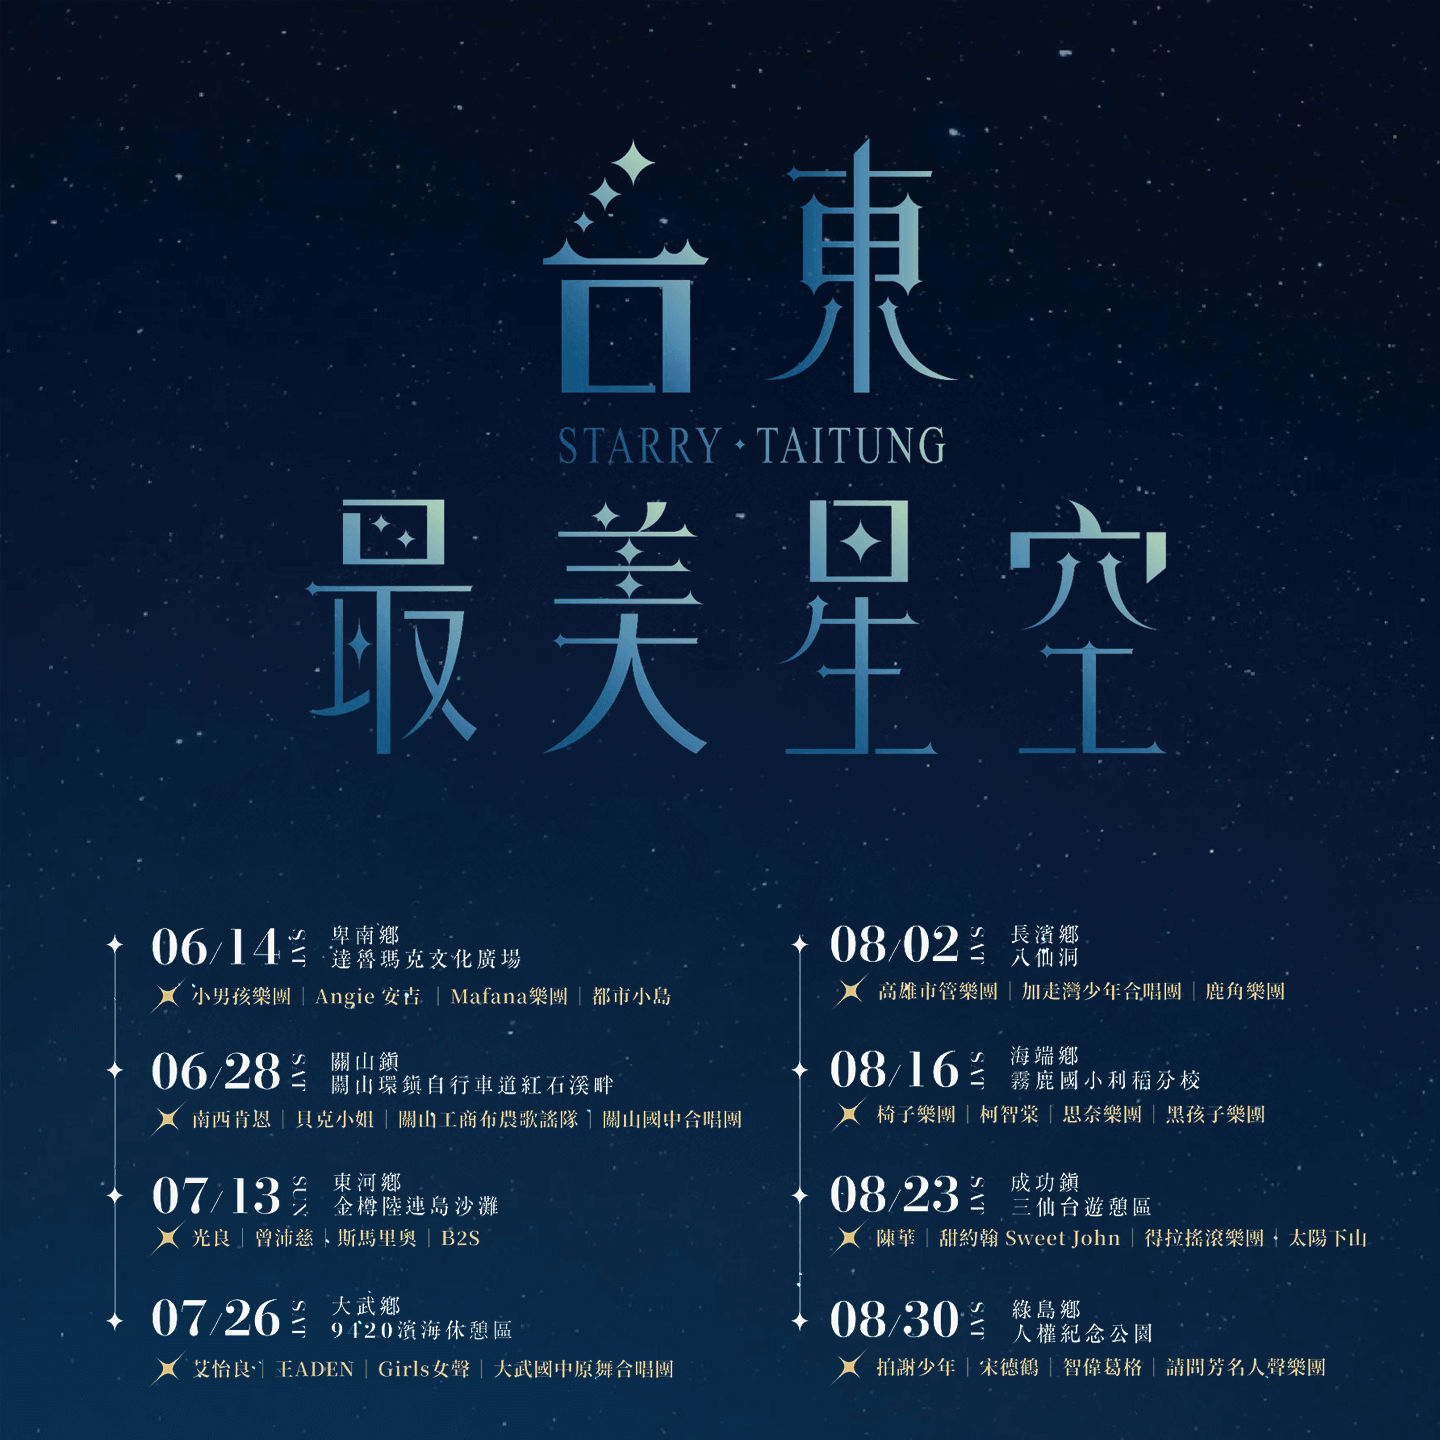 台東
STARRY · TAITUNG
最美星空
06/14 SAT 卑南鄉
達魯瑪克文化廣場
小男孩樂團｜Angie 安吉｜Mafana樂團｜都市小島
06/28 SAT 關山鎮
關山環鎮自行車道紅石溪畔
南西肯恩｜貝克小姐｜關山工商布農歌謠隊｜關山國中合唱團
07/13 SUN 東河鄉
金樽陸連島沙灘
光良｜曾沛慈｜斯馬里奧｜B2S
07/26 SAT 大武鄉
9420濱海休憩區
艾怡良｜王ADEN｜Girls女聲｜大武國中原舞合唱團
08/02 SAT 長濱鄉
八仙洞
高雄市管樂團｜加走灣少年合唱團｜鹿角樂團
08/16 SAT 海端鄉
霧鹿國小利稻分校
椅子樂團｜柯智棠｜思奈樂團｜黑孩子樂團
08/23 SAT 成功鎮
三仙台遊憩區
陳華｜甜約翰 Sweet John｜得拉搖滾樂團｜太陽下山
08/30 SAT 綠島鄉
人權紀念公園
拍謝少年｜宋德鶴｜智偉葛格｜請問芳名人聲樂團